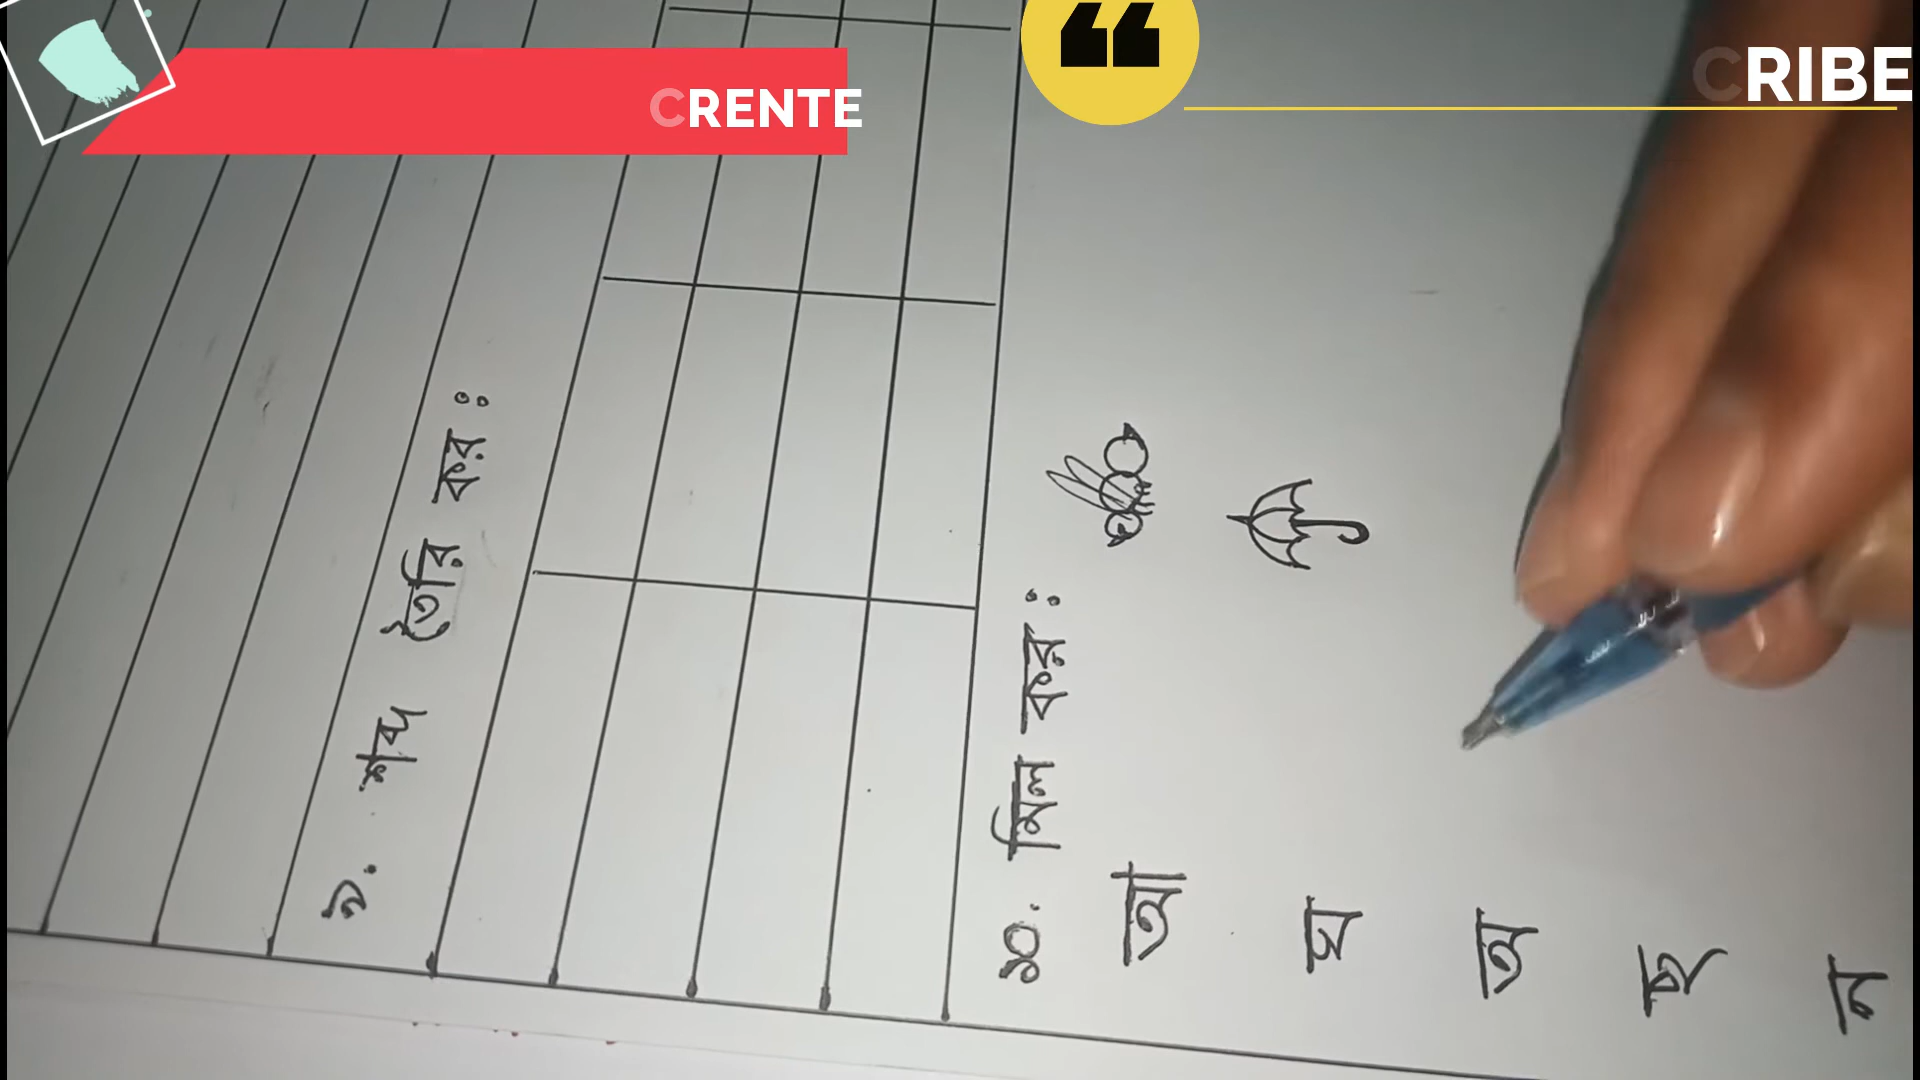 CRENTE
CRIBE
৯. শব্দ তৈরি কর :
১০. মিল কর :
আ
ঘ
অ
ছ
ন